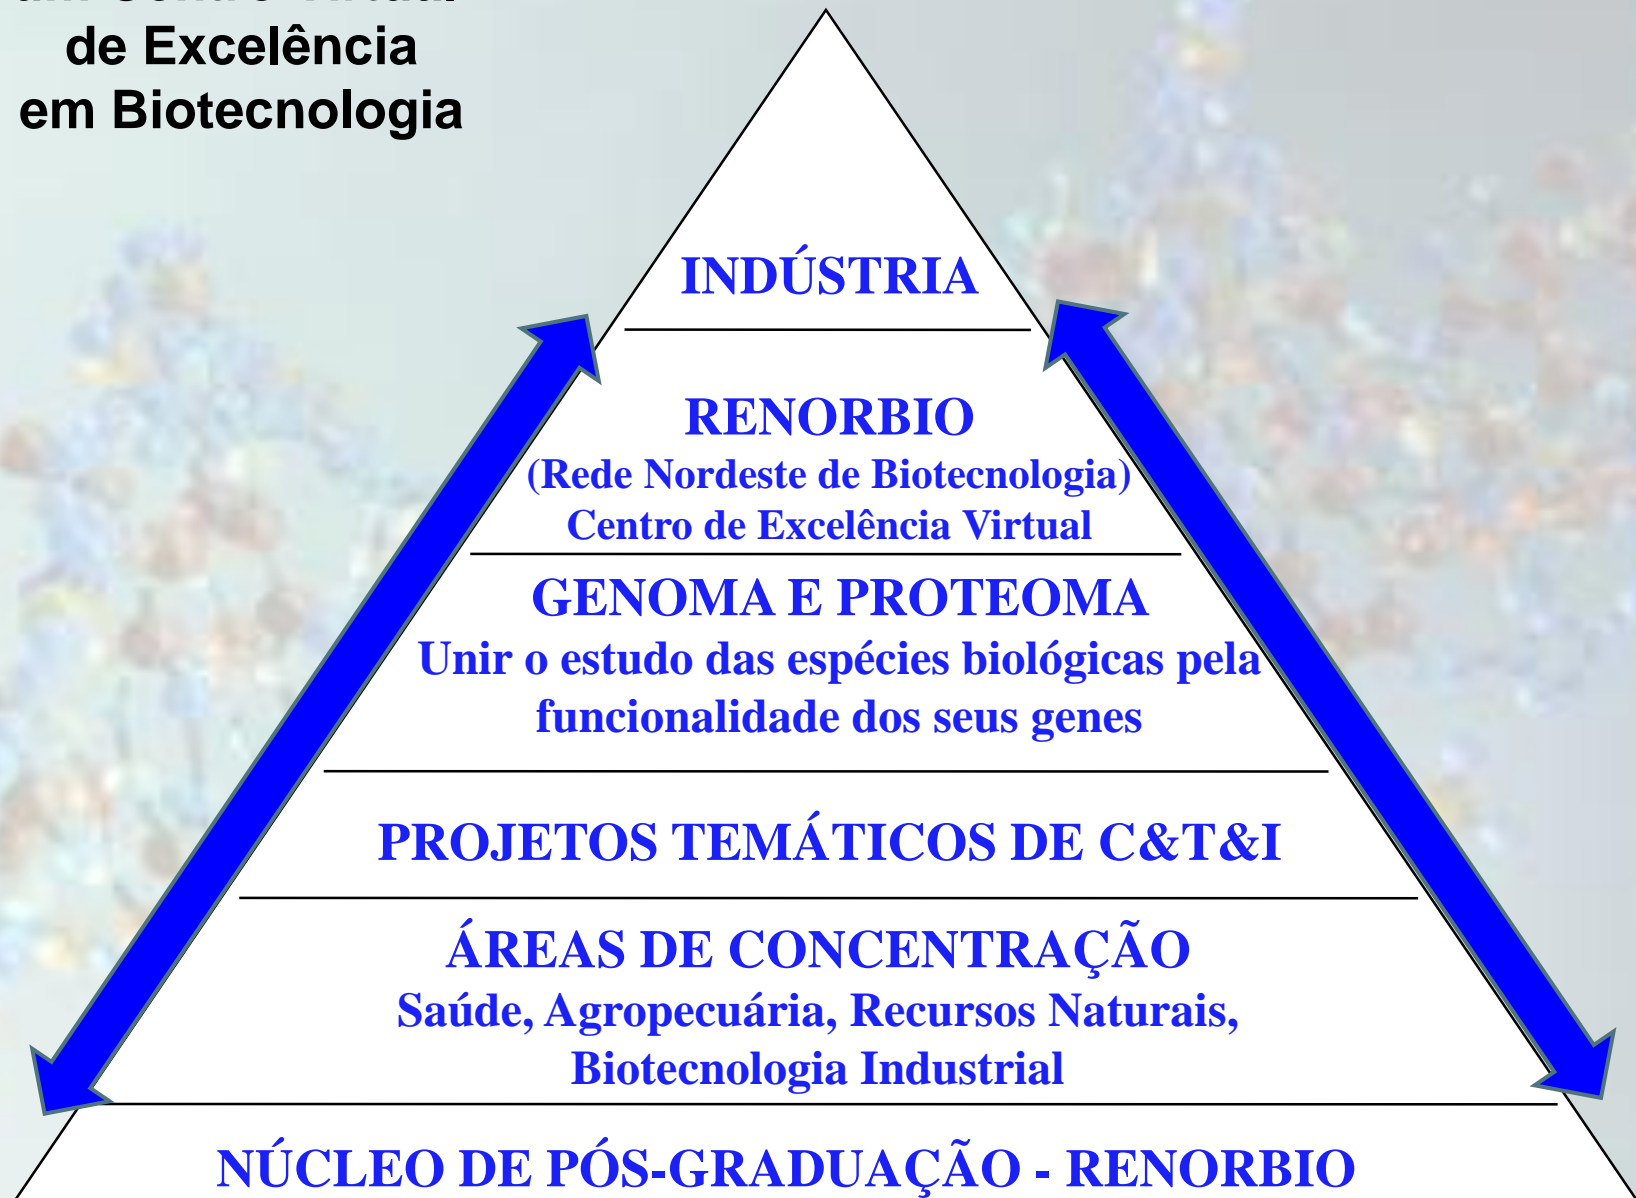 de Excelência
em Biotecnologia
INDÚSTRIA
RENORBIO
(Rede Nordeste de Biotecnologia)
Centro de Excelência Virtual
GENOMA E PROTEOMA
Unir o estudo das espécies biológicas pela
funcionalidade dos seus genes
PROJETOS TEMÁTICOS DE C&T&I
ÁREAS DE CONCENTRAÇÃO
Saúde, Agropecuária, Recursos Naturais,
Biotecnologia Industrial
NÚCLEO DE PÓS-GRADUAÇÃO - RENORBIO